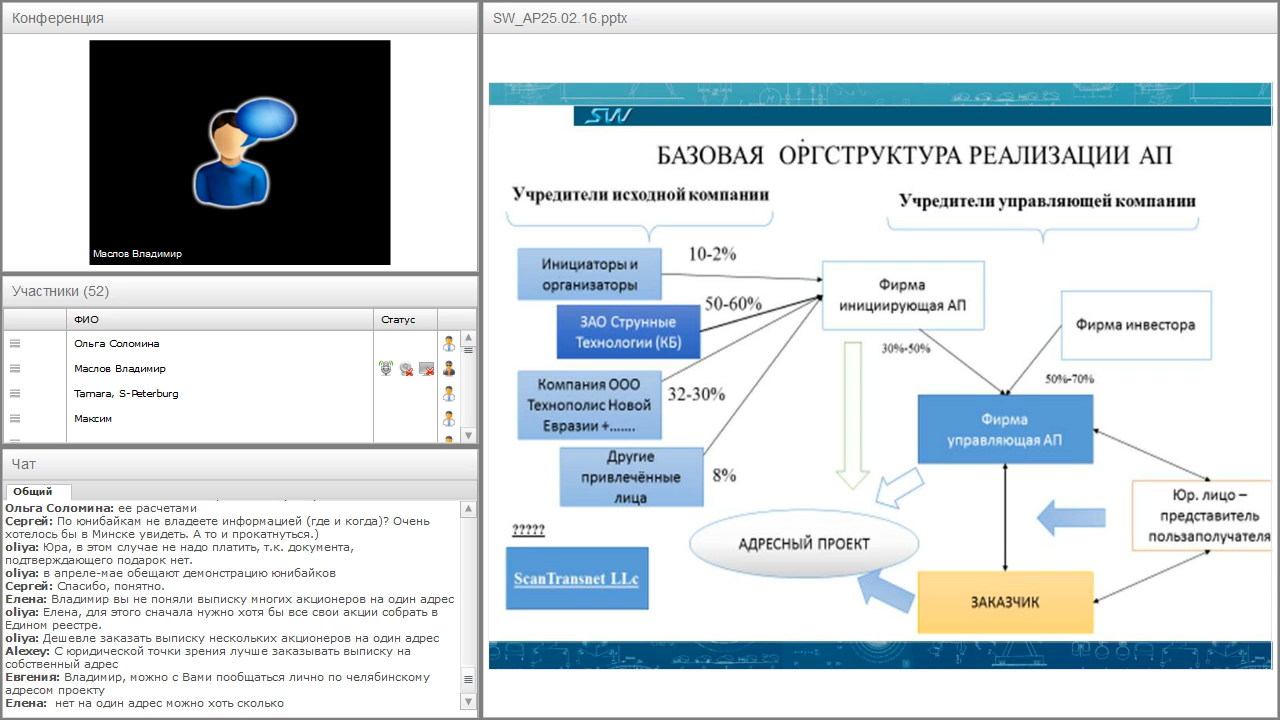 Конференция
Маслов Владимир
Участники (52)
ФИО
Статус
Ольга Соломина
Маслов Владимир
Tamara, S-Peterburg
Максим
Чат
Общий
Ольга Соломина: ее расчетами
Сергей: По юнибайкам не владеете информацией (где и когда)? Очень
хотелось бы в Минске увидеть. А то и прокатнуться.)
oliya: Юра, в этом случае не надо платить, т.к. документа,
подтверждающего подарок нет.
oliya: в апреле-мае обещают демонстрацию юнибайков
Сергей: Спасибо, понятно.
Елена: Владимир вы не поняли выписку многих акционеров на один адрес
oliya: Елена, для этого сначала нужно хотя бы все свои акции собрать в
Едином реестре.
oliya: Дешевле заказать выписку нескольких акционеров на один адрес
Alexey: С юридической точки зрения лучше заказывать выписку на
собственный адрес
Евгения: Владимир, можно с Вами пообщаться лично по челябинскому
адресом проекту
Елена: нет на один адрес можно хоть сколько
SW_AP25.02.16.pptx
SW
БАЗОВАЯ ОРГСТРУКТУРА РЕАЛИЗАЦИИ АП
Учредители исходной компании
Учредители управляющей компании
Инициаторы и
организаторы
10-2%
ЗАО Струнные
Технологии (КБ)
50-60%
Компания ООО
Технополис Новой
Евразии +.......
32-30%
Другие
привлечённые
лица
8%
?????
ScanTransnet LLc
Фирма
инициирующая АП
30%-50%
Фирма инвестора
50%-70%
Фирма
управляющая АП
Юр. лицо –
представитель
пользаполучателя
АДРЕСНЫЙ ПРОЕКТ
ЗАКАЗЧИК